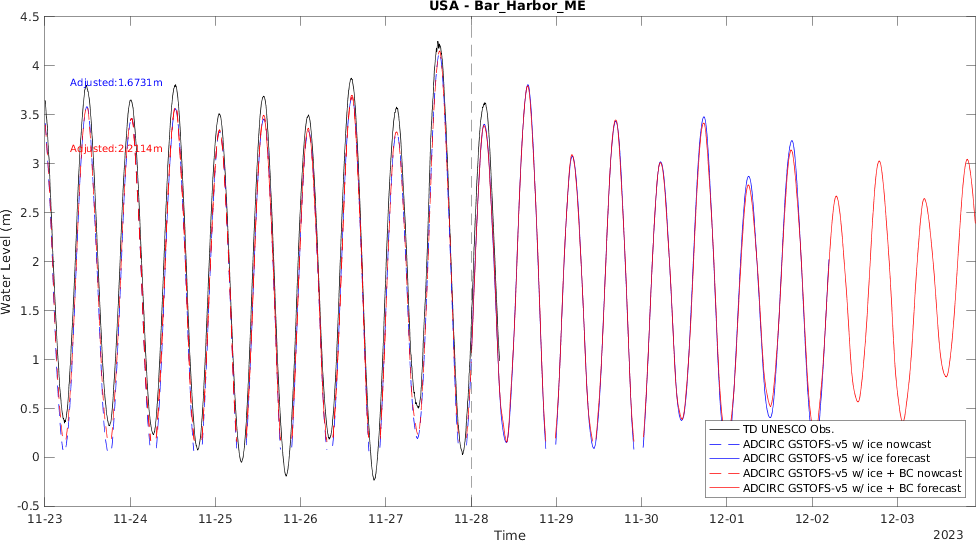 USA - Bar_Harbor_ME
4.5
4
3.5
3
2.5
2
1.5
1
0.5
0
-0.5
Water Level (m)
Adjusted:1.6731m
Adjusted:2.2114m
TD UNESCO Obs.
ADCIRC GSTOFS-v5 w/ ice nowcast
ADCIRC GSTOFS-v5 w/ ice forecast
ADCIRC GSTOFS-v5 w/ ice + BC nowcast
ADCIRC GSTOFS-v5 w/ ice + BC forecast
11-23 11-24 11-25 11-26 11-27 11-28 11-29 11-30 12-01 12-02 12-03
Time
2023